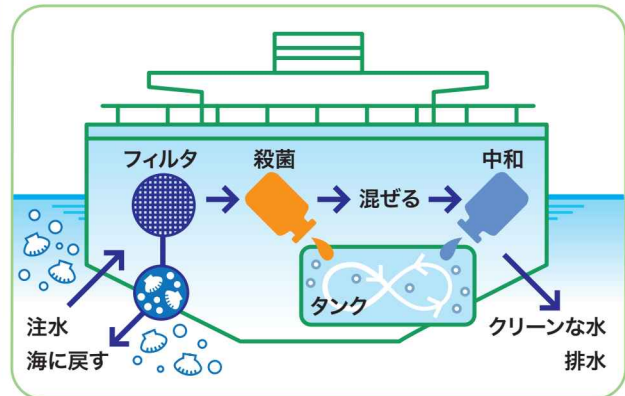 フィルタ
殺菌
混ぜる
中和
タンク
注水
海に戻す
クリーンな水
排水